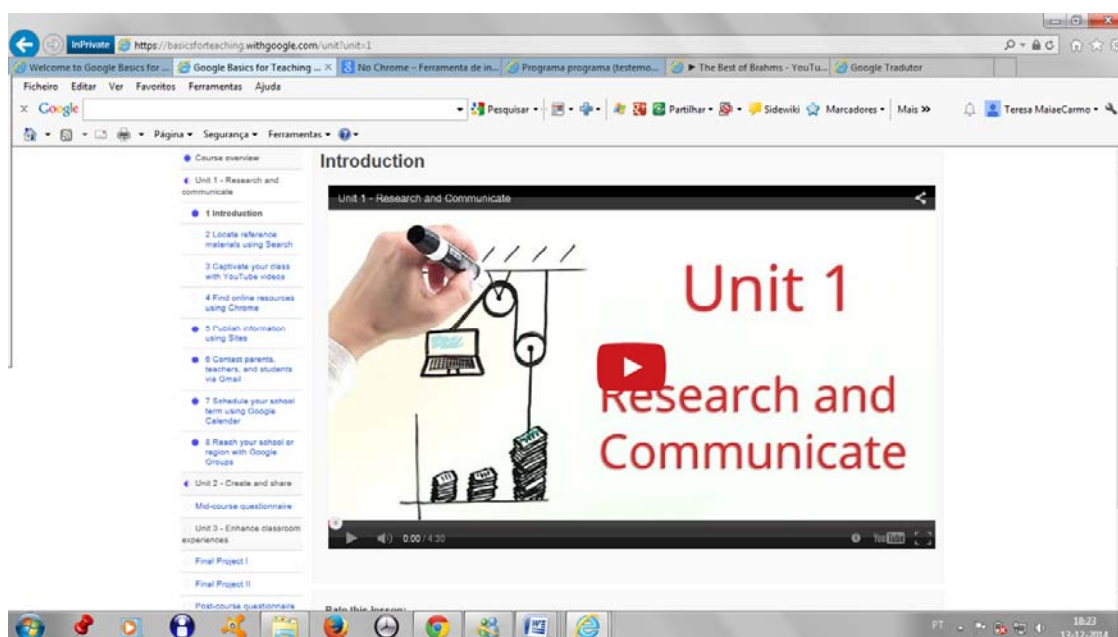 InPrivate
https://basicsforteaching.withgoogle.com/unit?unit=1
Welcome to Google Basics for ...
Google Basics for Teaching ...
No Chrome – Ferramenta de in...
Programa programa (testemo...
► The Best of Brahms - YouTu...
Google Tradutor
Ficheiro Editar Ver Favoritos Ferramentas Ajuda
x Google
Pesquisar
Partilhar
Sidewiki
Marcadores
Mais »
Teresa MaiaeCarmo
Página Segurança Ferramentas
Course overview
Unit 1 - Research and
communicate
1 Introduction
2 Locate reference
materials using Search
3 Captivate your class
with YouTube videos
4 Find online resources
using Chrome
5 Publish information
using Sites
6 Contact parents,
teachers, and students
via Gmail
7 Schedule your school
term using Google
Calendar
8 Reach your school or
region with Google
Groups
Unit 2 - Create and share
Mid-course questionnaire
Unit 3 - Enhance classroom
experiences
Final Project I
Final Project II
Post-course questionnaire
Introduction
Unit 1 - Research and Communicate
Unit 1
Research and
Communicate
0:00 / 4:30
YouTube
Rate this lesson:
PT
18:23
13-12-2014